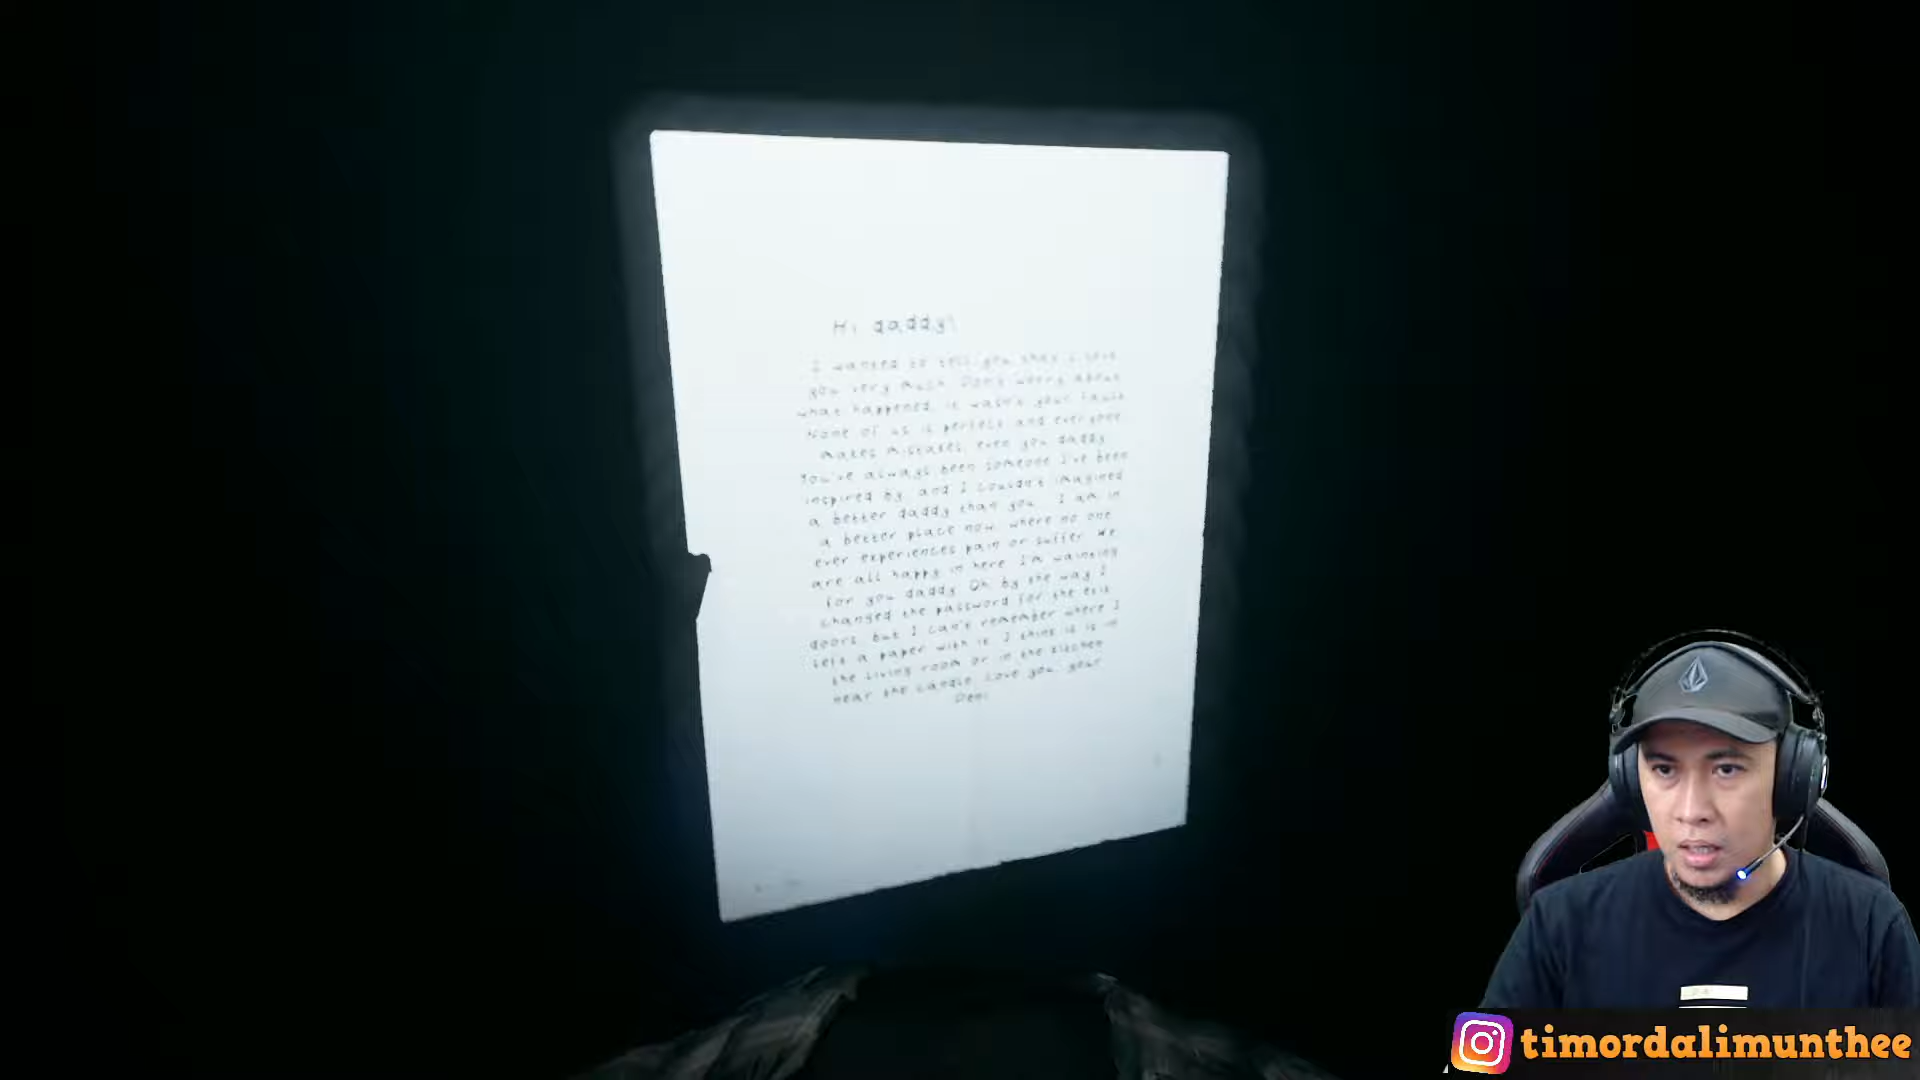 Hi daddy!
I wanted to tell you that I love
you very much. Don't worry about
what happened, it wasn't your fault
None of us is perfect and everyone
makes mistakes, even you daddy
You've always been someone I've been
inspired by, and I couldn't imagined
a better daddy than you. I am in
a better place now, where no one
ever experiences pain or suffer. We
are all happy in here. I'm wainting
for you daddy. Oh by the way I
changed the password for the exit
doors, but I can't remember where I
left a paper with it. I think it is in
the living room or in the kitchen
near the candle. Love you, your
timordalimunthee